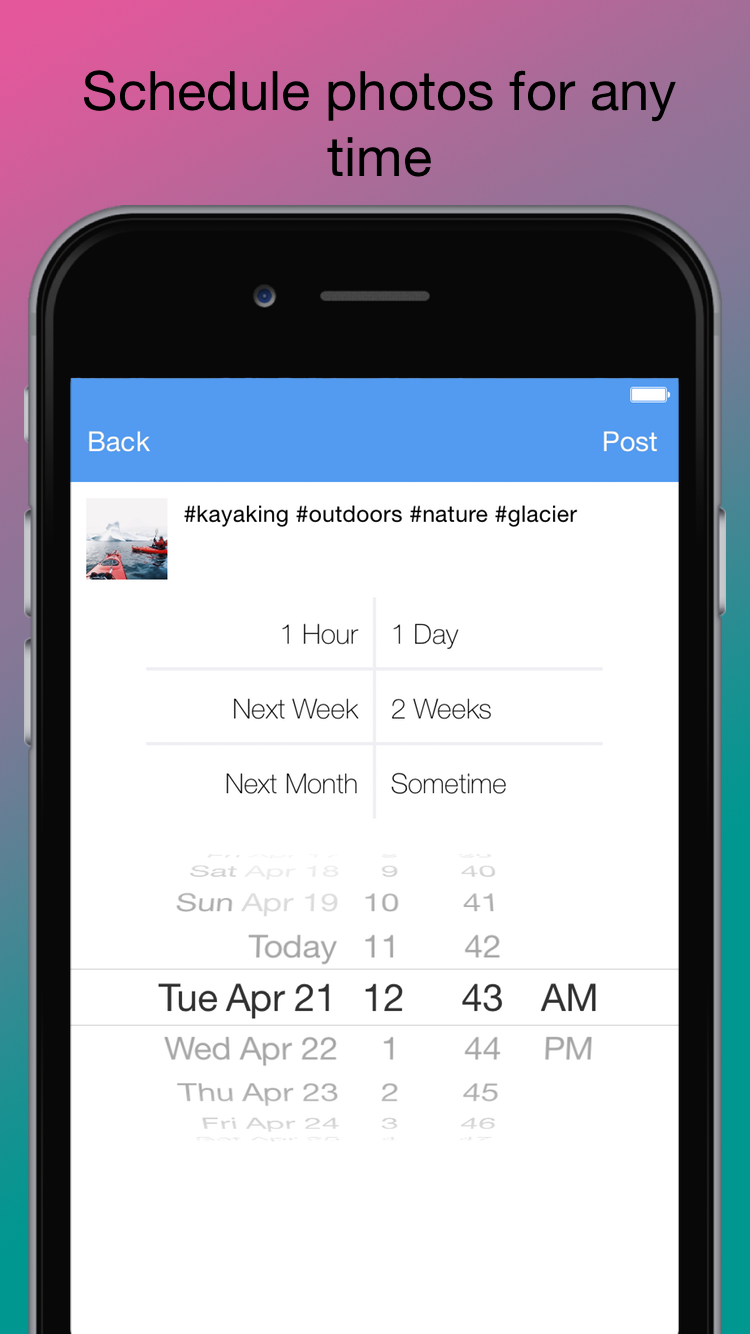 Schedule photos for any
time
Back Post
#kayaking #outdoors #nature #glacier
1 Hour 1 Day
Next Week 2 Weeks
Next Month Sometime
Sat Apr 18 9 40
Sun Apr 19 10 41
Today 11 42
Tue Apr 21 12 43 AM
Wed Apr 22 1 44 PM
Thu Apr 23 2 45
Fri Apr 24 3 46